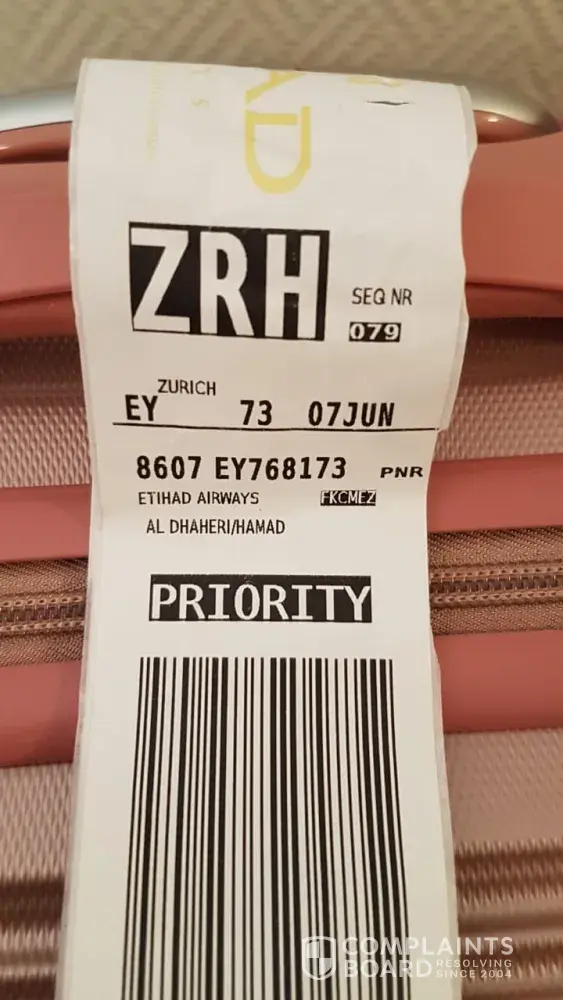 AD
ZRH
SEQ NR
079
ZURICH
EY 73 07JUN
8607 EY768173 PNR
ETIHAD AIRWAYS FKCMEZ
AL DHAHERI/HAMAD
PRIORITY
COMPLAINTS
BOARD RESOLVING
SINCE 2004